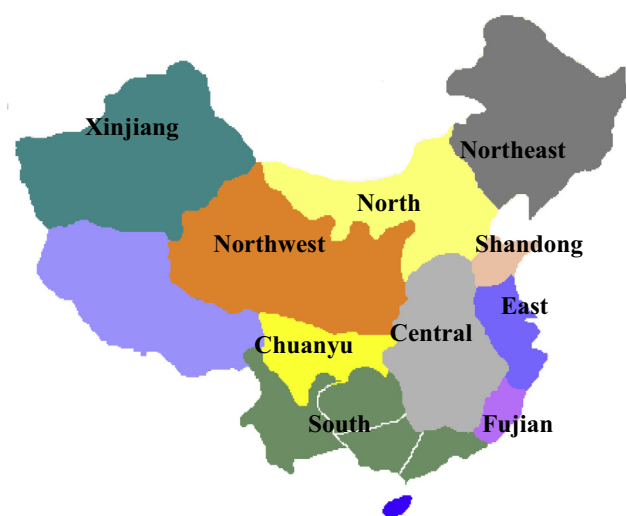 Xinjiang
Northeast
North
Northwest
Shandong
East
Central
Chuanyu
South
Fujian